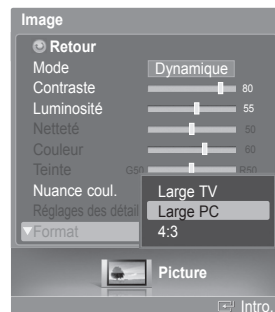 Image
Retour
Mode Dynamique
Contraste 80
Luminosité 55
Netteté 50
Couleur 60
Teinte G50 R50
Nuance coul.
Réglages des détail
Format
Large TV
Large PC
4:3
Picture
Intro.